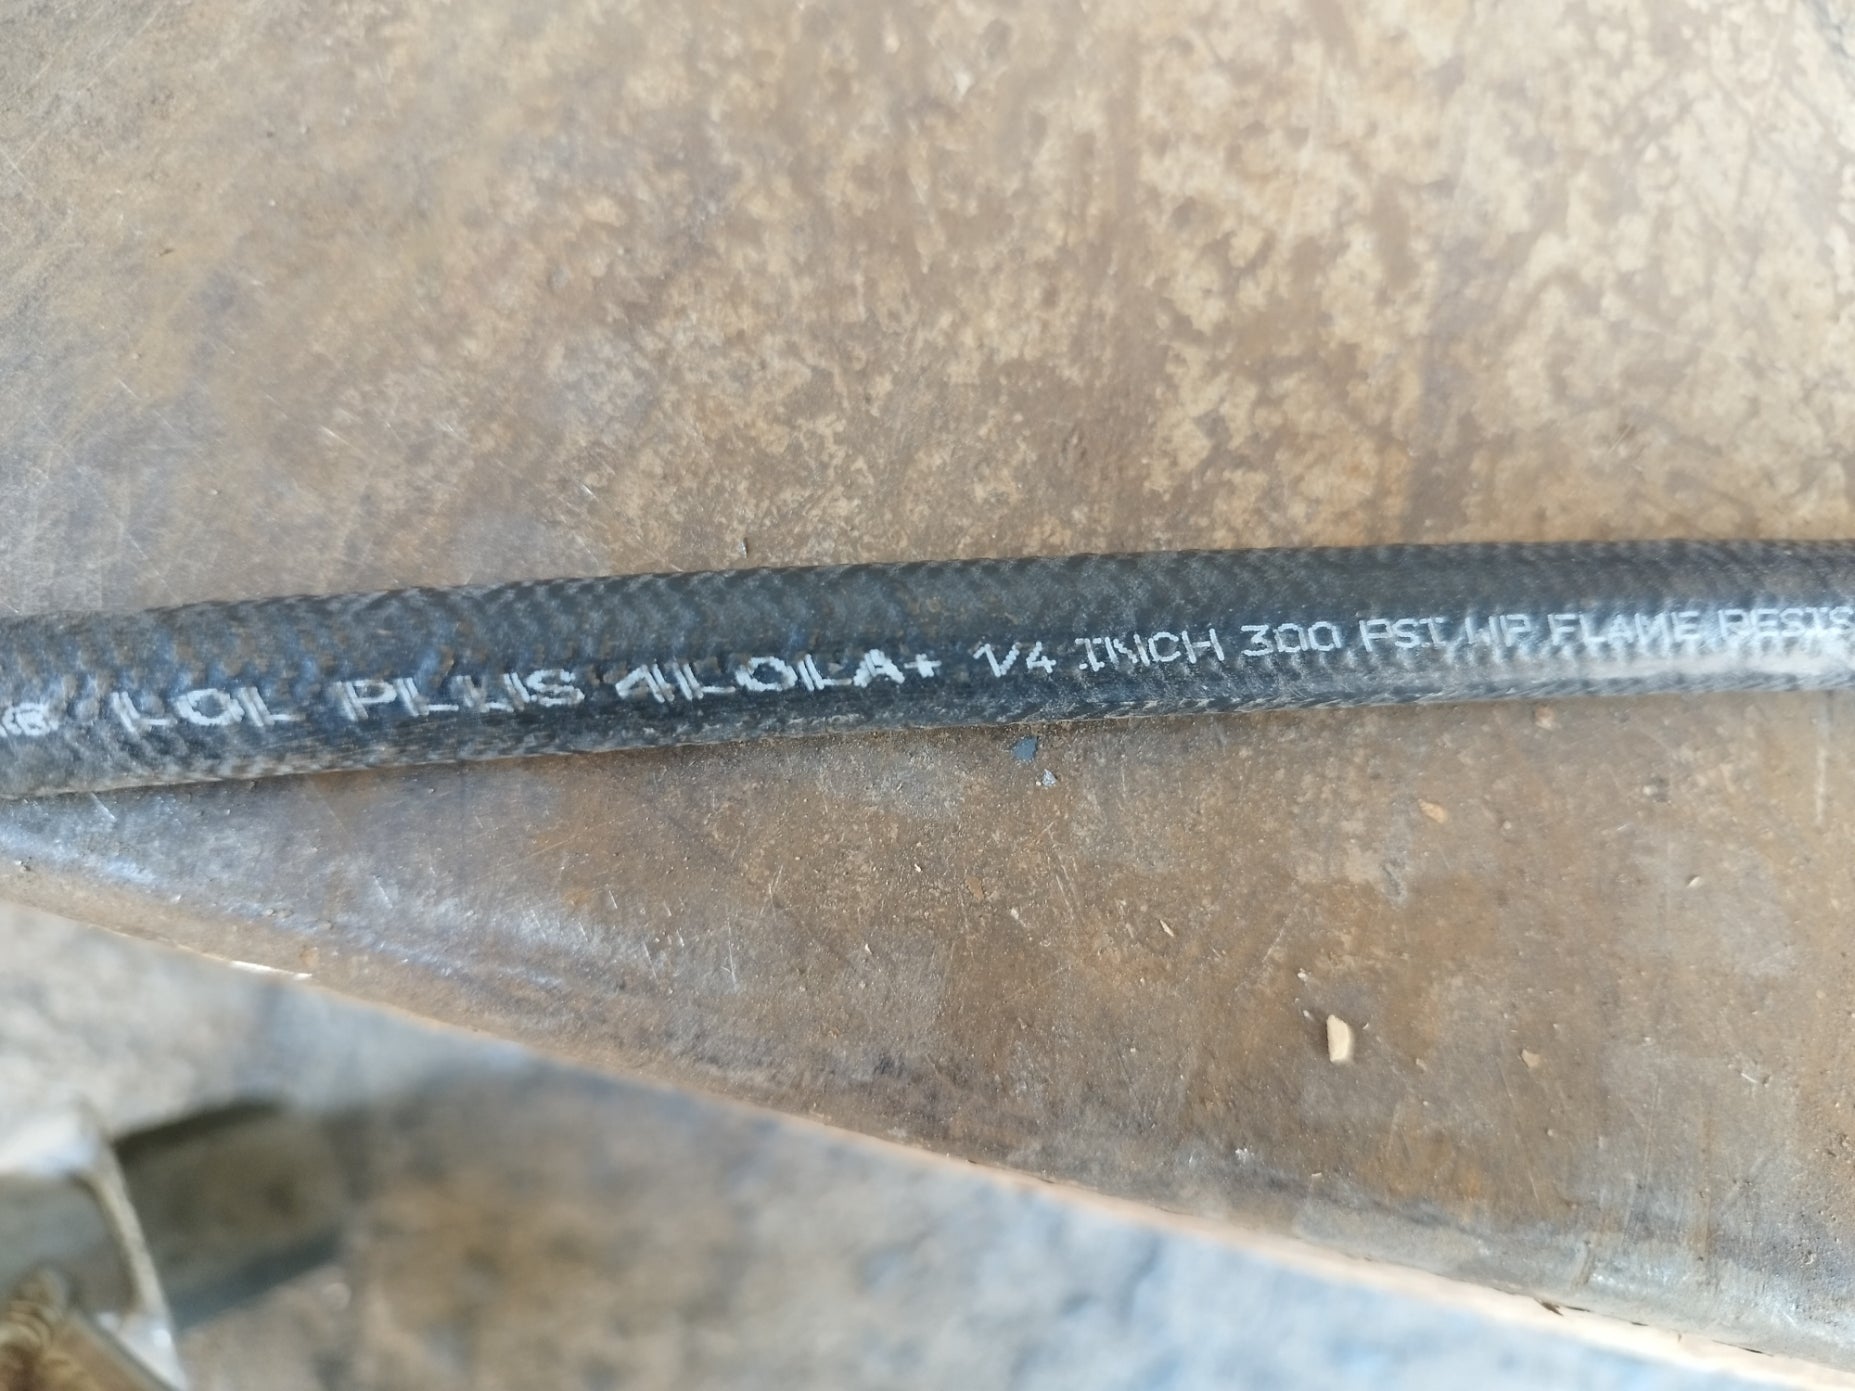 ® LOL PLUS 4LOLA+ 1/4 INCH 300 PSI WP FLAME RESIS